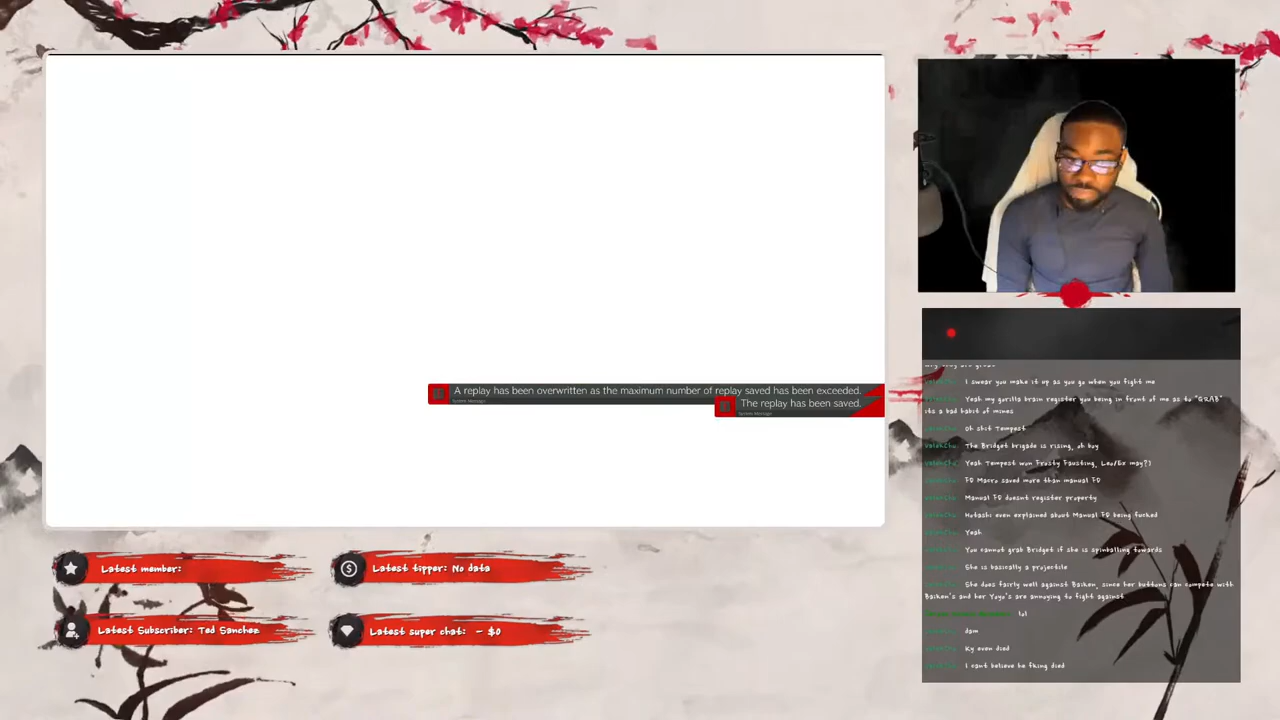 A replay has been overwritten as the maximum number of replay saved has been exceeded.
System Message
The replay has been saved.
System Message
I swear you make it up as you go when you fight me
Yeah my gorilla brain register you being in front of me as to "GRAB"
its a bad habit of mines
Oh shit Tempest
The Bridget brigade is rising, oh boy
Yeah Tempest won Frosty Fausting, Leo/Ex may?)
FD Macro saved more than manual FD
Manual FD doesnt register property
Hotashi even explained about Manual FD being fucked
Yeah
You cannot grab Bridget if she is spinballing towards
She is basically a projectile
She does fairly well against Baiken, since her buttons can compete with
Baiken's and her Yoyo's are annoying to fight against
lol
dam
Ky even died
I cant believe he fking died
Latest member:
Latest tipper: No data
Latest Subscriber: Ted Sanchez
Latest super chat: - $0